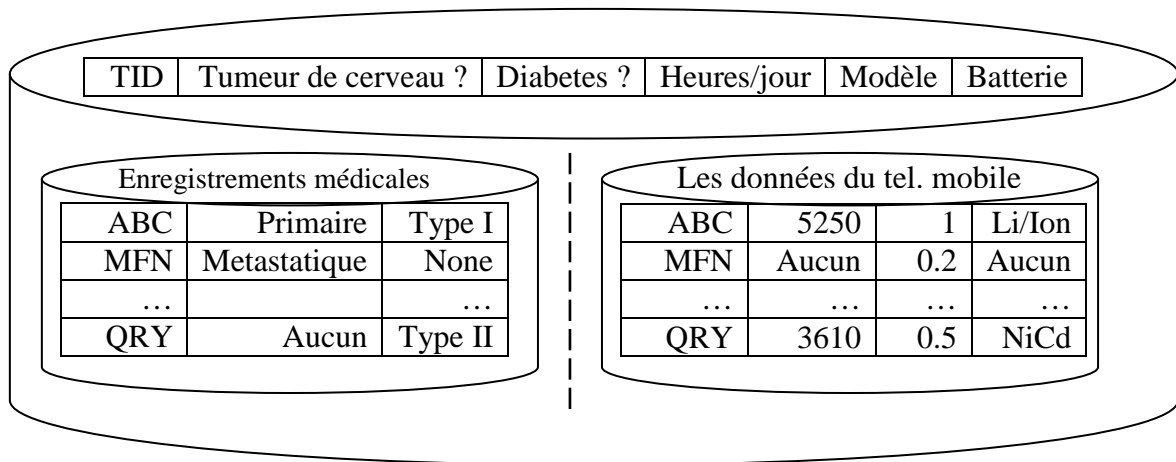 TID Tumeur de cerveau ? Diabetes ? Heures/jour Modèle Batterie
Enregistrements médicales
ABC Primaire Type I
MFN Metastatique None
… …
QRY Aucun Type II
Les données du tel. mobile
ABC 5250 1 Li/Ion
MFN Aucun 0.2 Aucun
… … … …
QRY 3610 0.5 NiCd